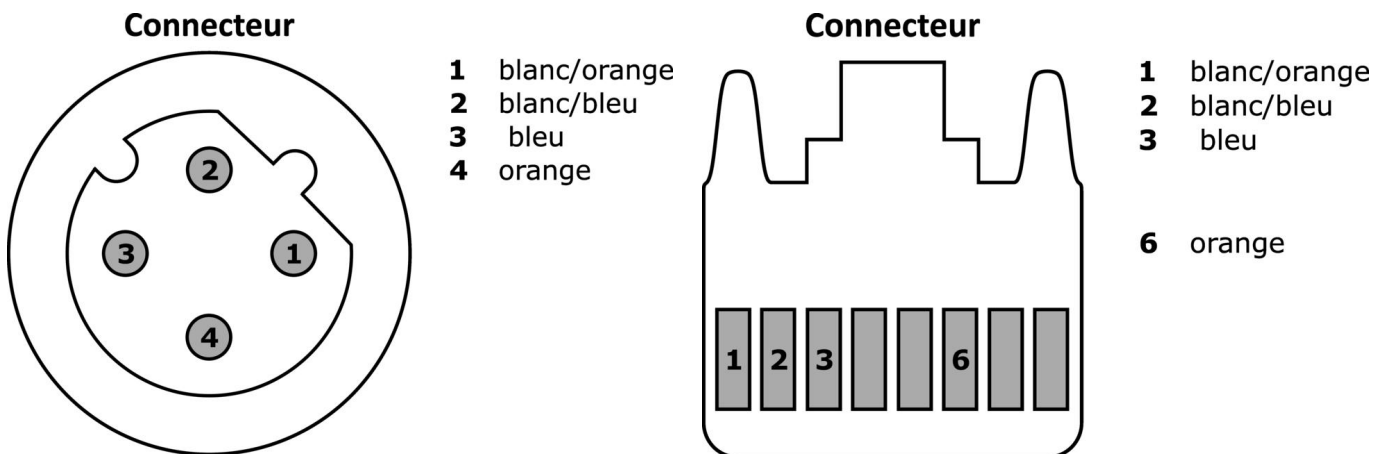 Connecteur
1 blanc/orange
2 blanc/bleu
3 bleu
4 orange
2
3
1
4
Connecteur
1 blanc/orange
2 blanc/bleu
3 bleu
6 orange
1 2 3 6